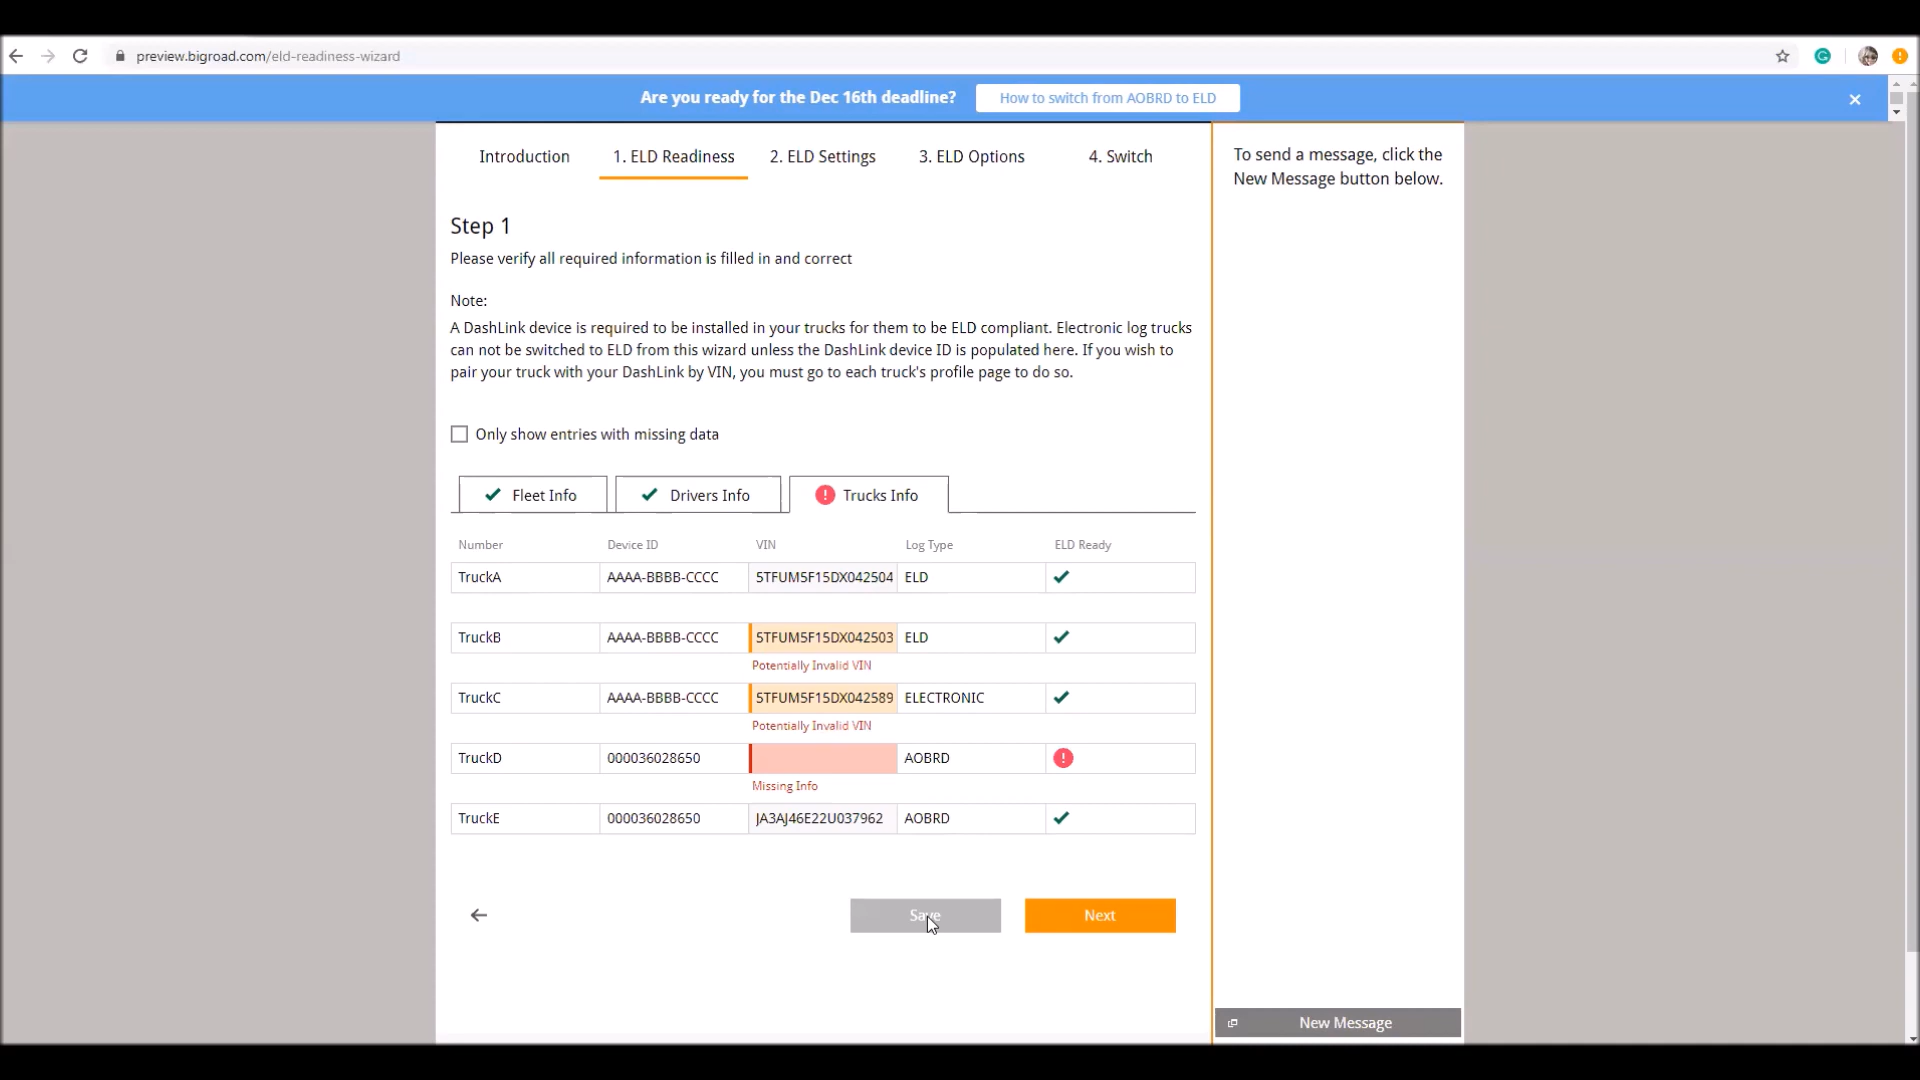 preview.bigroad.com/eld-readiness-wizard
Are you ready for the Dec 16th deadline?
How to switch from AOBRD to ELD
Introduction
1. ELD Readiness
2. ELD Settings
3. ELD Options
4. Switch
To send a message, click the
New Message button below.
Step 1
Please verify all required information is filled in and correct
Note:
A DashLink device is required to be installed in your trucks for them to be ELD compliant. Electronic log trucks
can not be switched to ELD from this wizard unless the DashLink device ID is populated here. If you wish to
pair your truck with your DashLink by VIN, you must go to each truck's profile page to do so.
Only show entries with missing data
Fleet Info
Drivers Info
Trucks Info
Number Device ID VIN Log Type ELD Ready
TruckA AAAA-BBBB-CCCC 5TFUM5F15DX042504 ELD
TruckB AAAA-BBBB-CCCC 5TFUM5F15DX042503 ELD
Potentially Invalid VIN
TruckC AAAA-BBBB-CCCC 5TFUM5F15DX042589 ELECTRONIC
Potentially Invalid VIN
TruckD 000036028650 AOBRD
Missing Info
TruckE 000036028650 JA3AJ46E22U037962 AOBRD
Save
Next
New Message